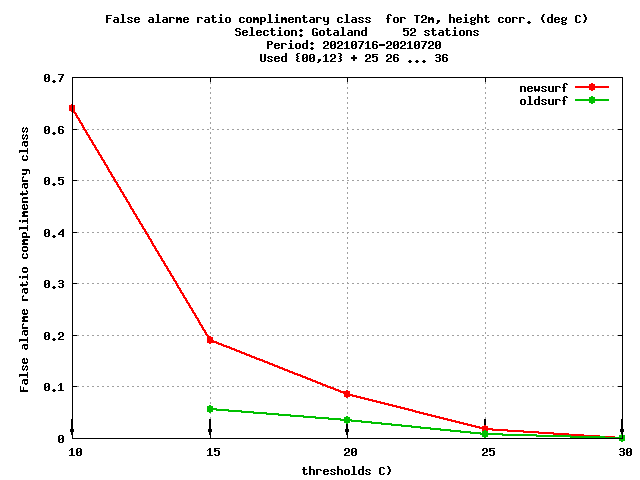 False alarme ratio complimentary class  for T2m, height corr. (deg C)
Selection: Gotaland     52 stations
Period: 20210716-20210720
Used {00,12} + 25 26 ... 36
newsurf
oldsurf
False alarme ratio complimentary class
0.7
0.6
0.5
0.4
0.3
0.2
0.1
0
10 15 20 25 30
thresholds C)